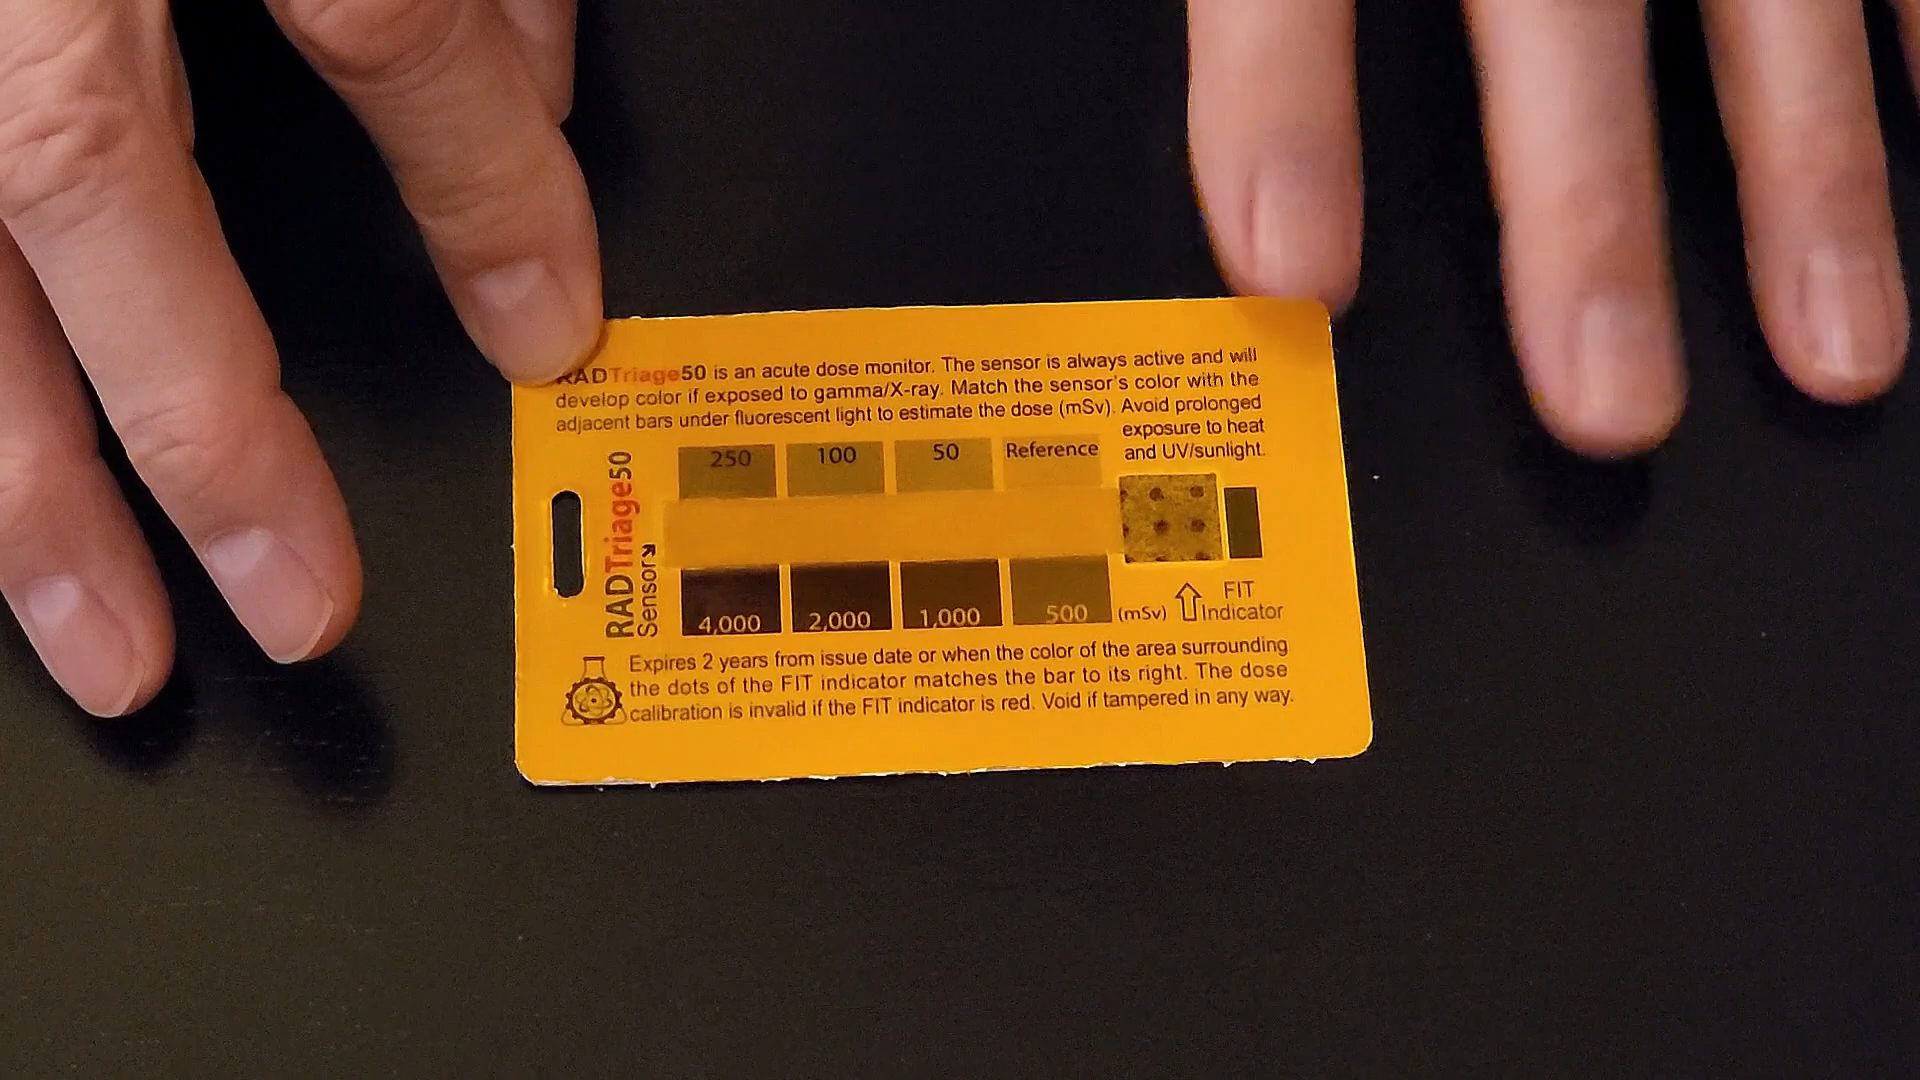 RADTriage50 is an acute dose monitor. The sensor is always active and will
develop color if exposed to gamma/X-ray. Match the sensor's color with the
adjacent bars under fluorescent light to estimate the dose (mSv). Avoid prolonged
exposure to heat
and UV/sunlight.
250 100 50 Reference
RADTriage50
Sensor
4,000 2,000 1,000 500 (mSv)
FIT
Indicator
Expires 2 years from issue date or when the color of the area surrounding
the dots of the FIT indicator matches the bar to its right. The dose
calibration is invalid if the FIT indicator is red. Void if tampered in any way.